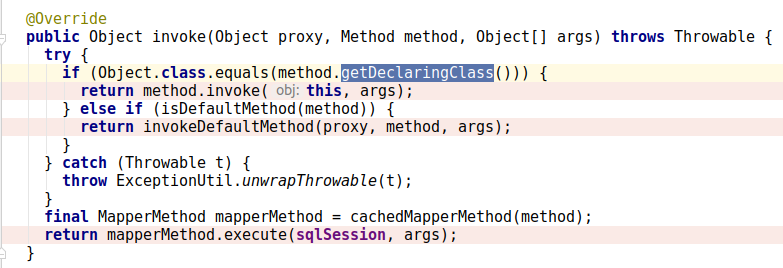 @Override
public Object invoke(Object proxy, Method method, Object[] args) throws Throwable {
  try {
    if (Object.class.equals(method.getDeclaringClass())) {
      return method.invoke( obj: this, args);
    } else if (isDefaultMethod(method)) {
      return invokeDefaultMethod(proxy, method, args);
    }
  } catch (Throwable t) {
    throw ExceptionUtil.unwrapThrowable(t);
  }
  final MapperMethod mapperMethod = cachedMapperMethod(method);
  return mapperMethod.execute(sqlSession, args);
}